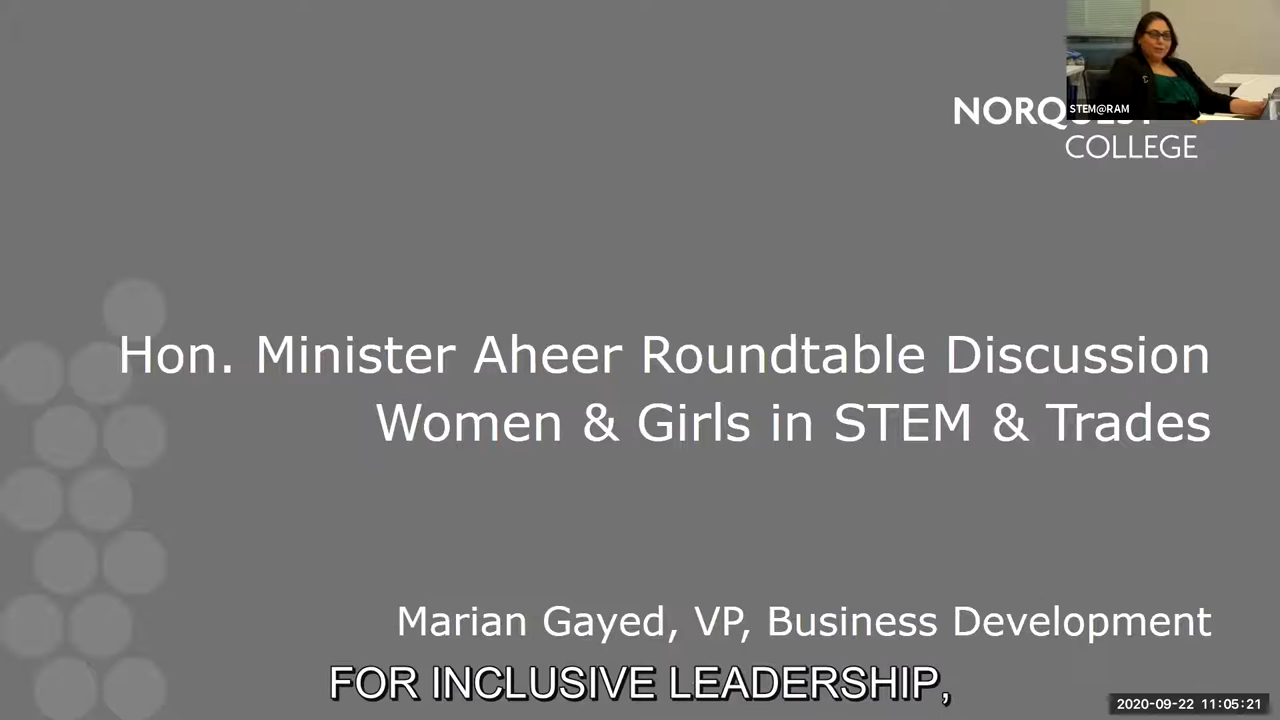 STEM@RAM
NORQ
COLLEGE
Hon. Minister Aheer Roundtable Discussion
Women & Girls in STEM & Trades
Marian Gayed, VP, Business Development
FOR INCLUSIVE LEADERSHIP,
2020-09-22 11:05:21